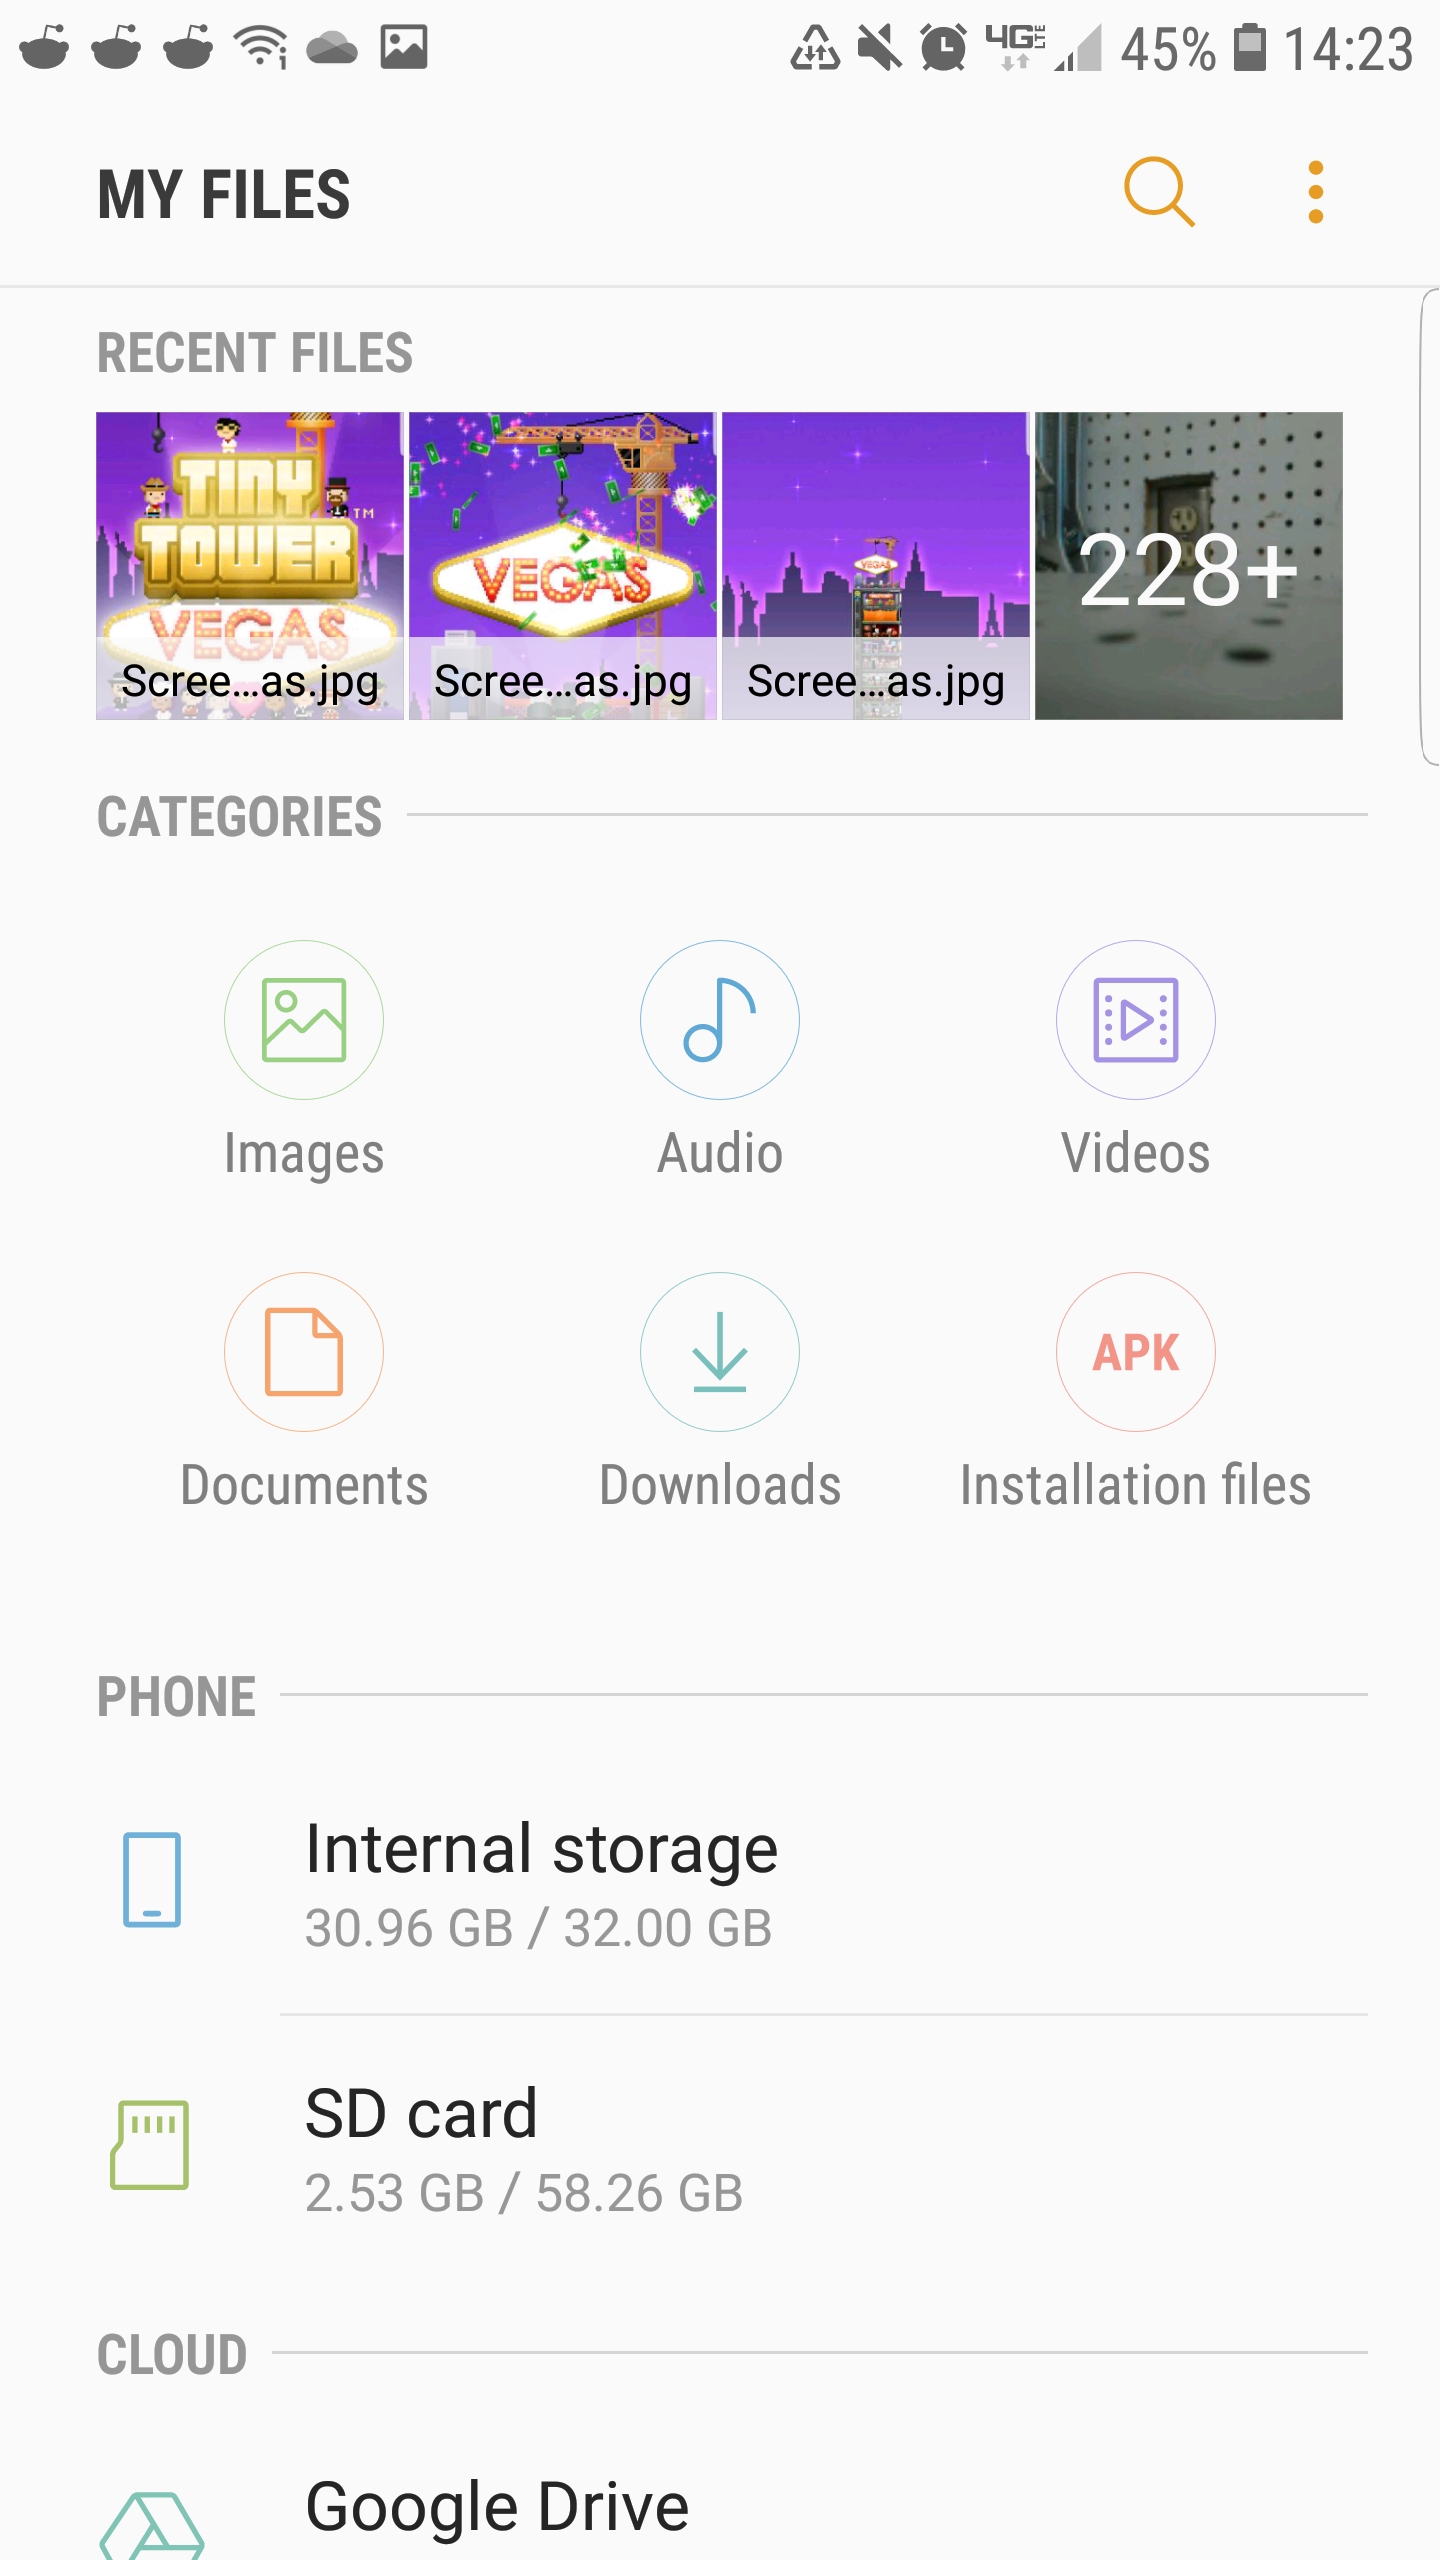 4G LTE 45% 14:23
MY FILES
RECENT FILES
TINY
TOWER™
VEGAS
VEGAS
VEGAS
228+
Scree...as.jpg Scree...as.jpg Scree...as.jpg
CATEGORIES
Images Audio Videos
APK
Documents Downloads Installation files
PHONE
Internal storage
30.96 GB / 32.00 GB
SD card
2.53 GB / 58.26 GB
CLOUD
Google Drive